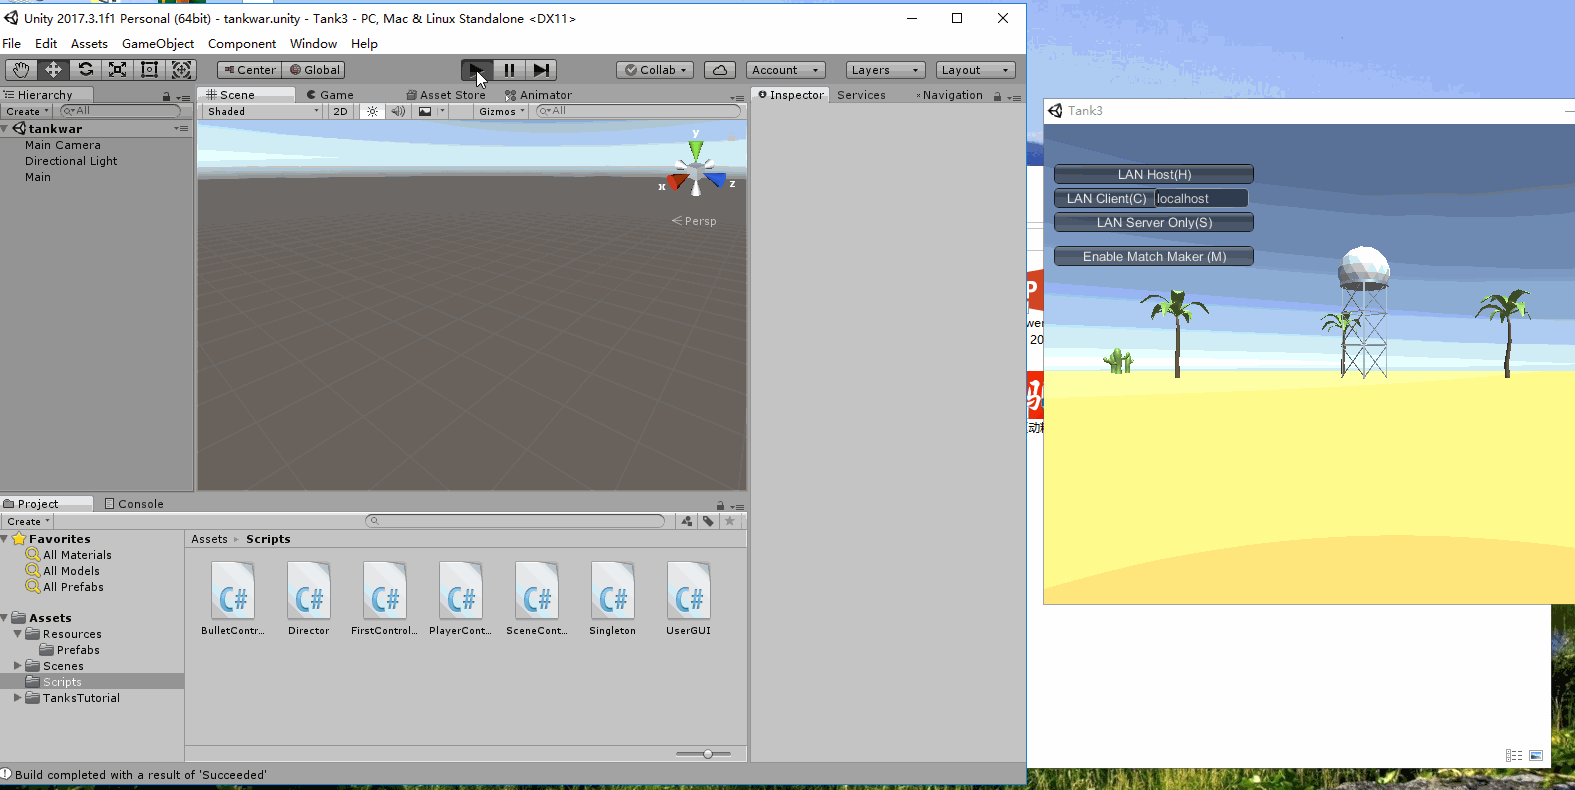 Unity 2017.3.1f1 Personal (64bit) - tankwar.unity - Tank3 - PC, Mac & Linux Standalone <DX11>
File Edit Assets GameObject Component Window Help
Center Global Collab Account Layers Layout
Hierarchy
Create All
tankwar
Main Camera
Directional Light
Main
Scene Game Asset Store Animator
Shaded 2D Gizmos All
y
x
z
Persp
Inspector Services Navigation
Project Console
Create
Favorites
All Materials
All Models
All Prefabs
Assets
Resources
Prefabs
Scenes
Scripts
TanksTutorial
Assets Scripts
C# C# C# C# C# C# C#
BulletContr... Director FirstControl... PlayerCont... SceneCont... Singleton UserGUI
Build completed with a result of 'Succeeded'
Tank3
LAN Host(H)
LAN Client(C) localhost
LAN Server Only(S)
Enable Match Maker (M)
P
wer
20